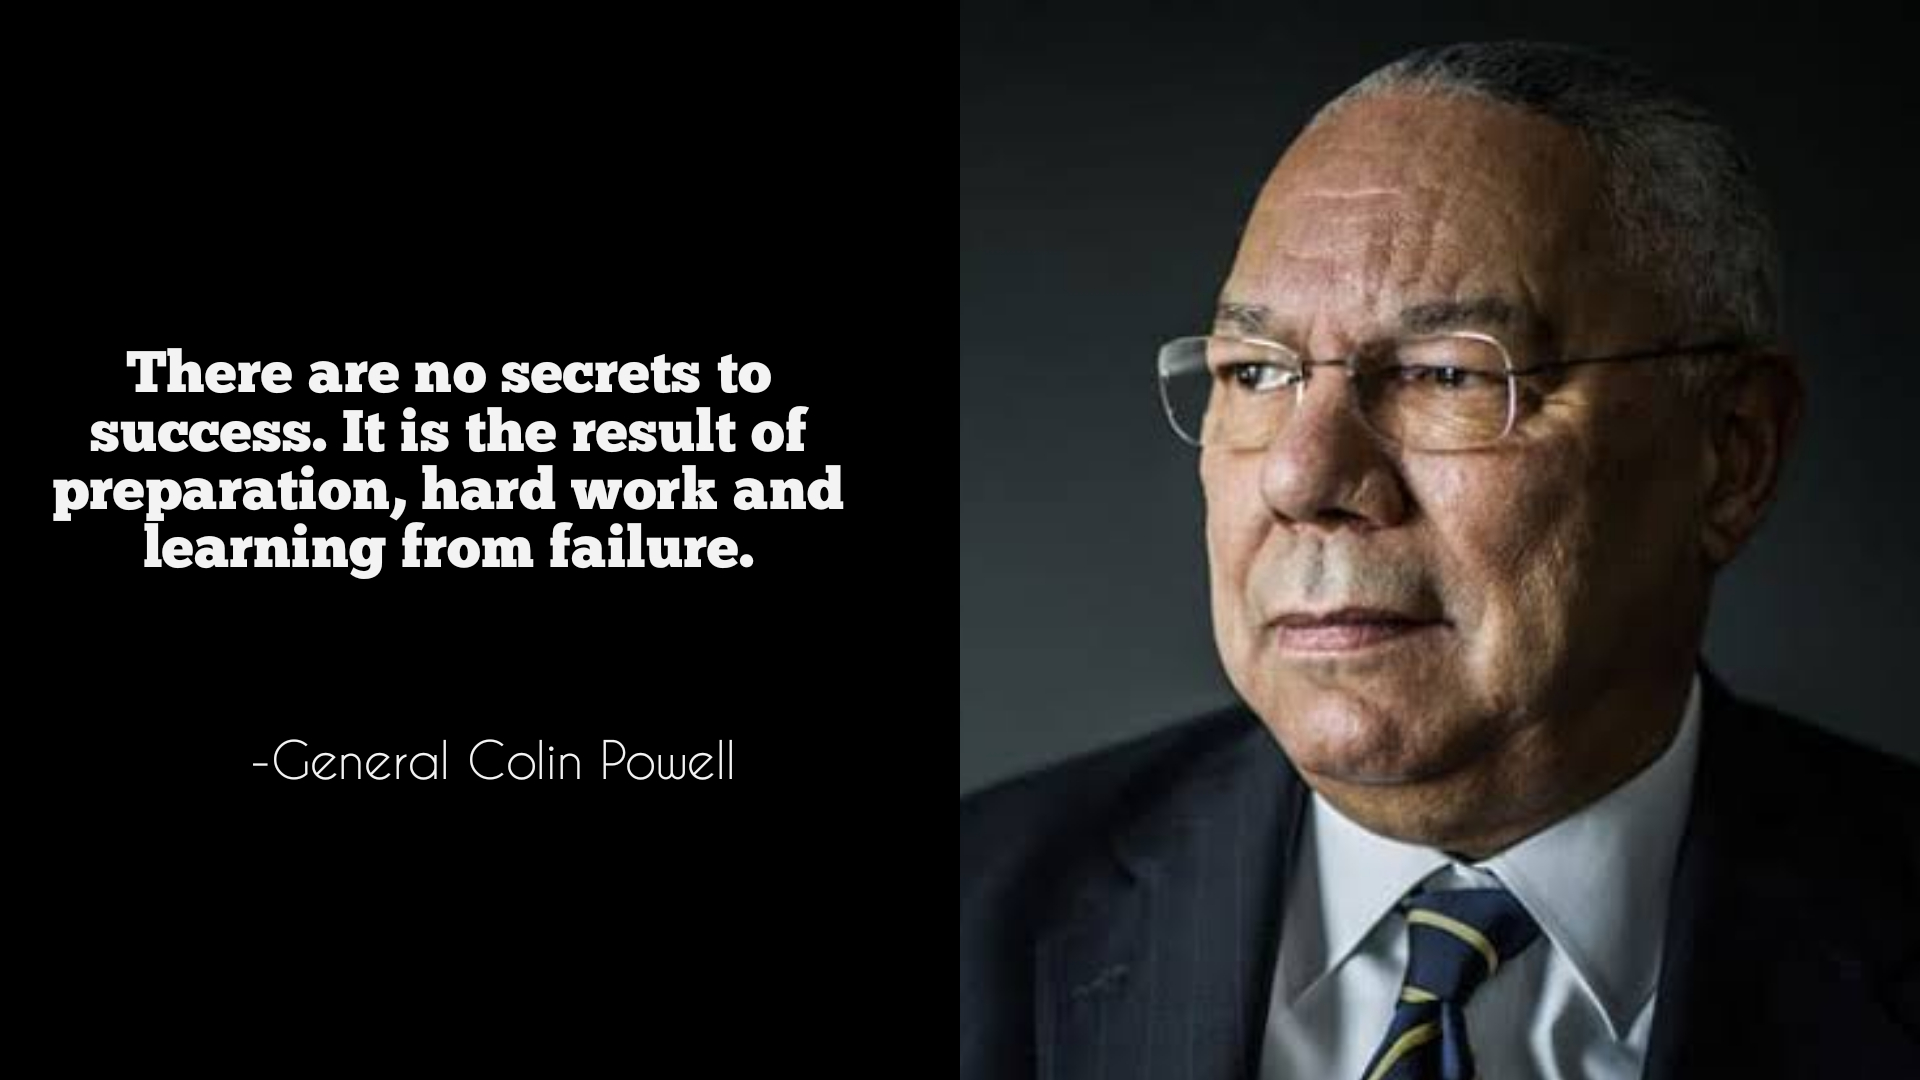 There are no secrets to
success. It is the result of
preparation, hard work and
learning from failure.
-General Colin Powell